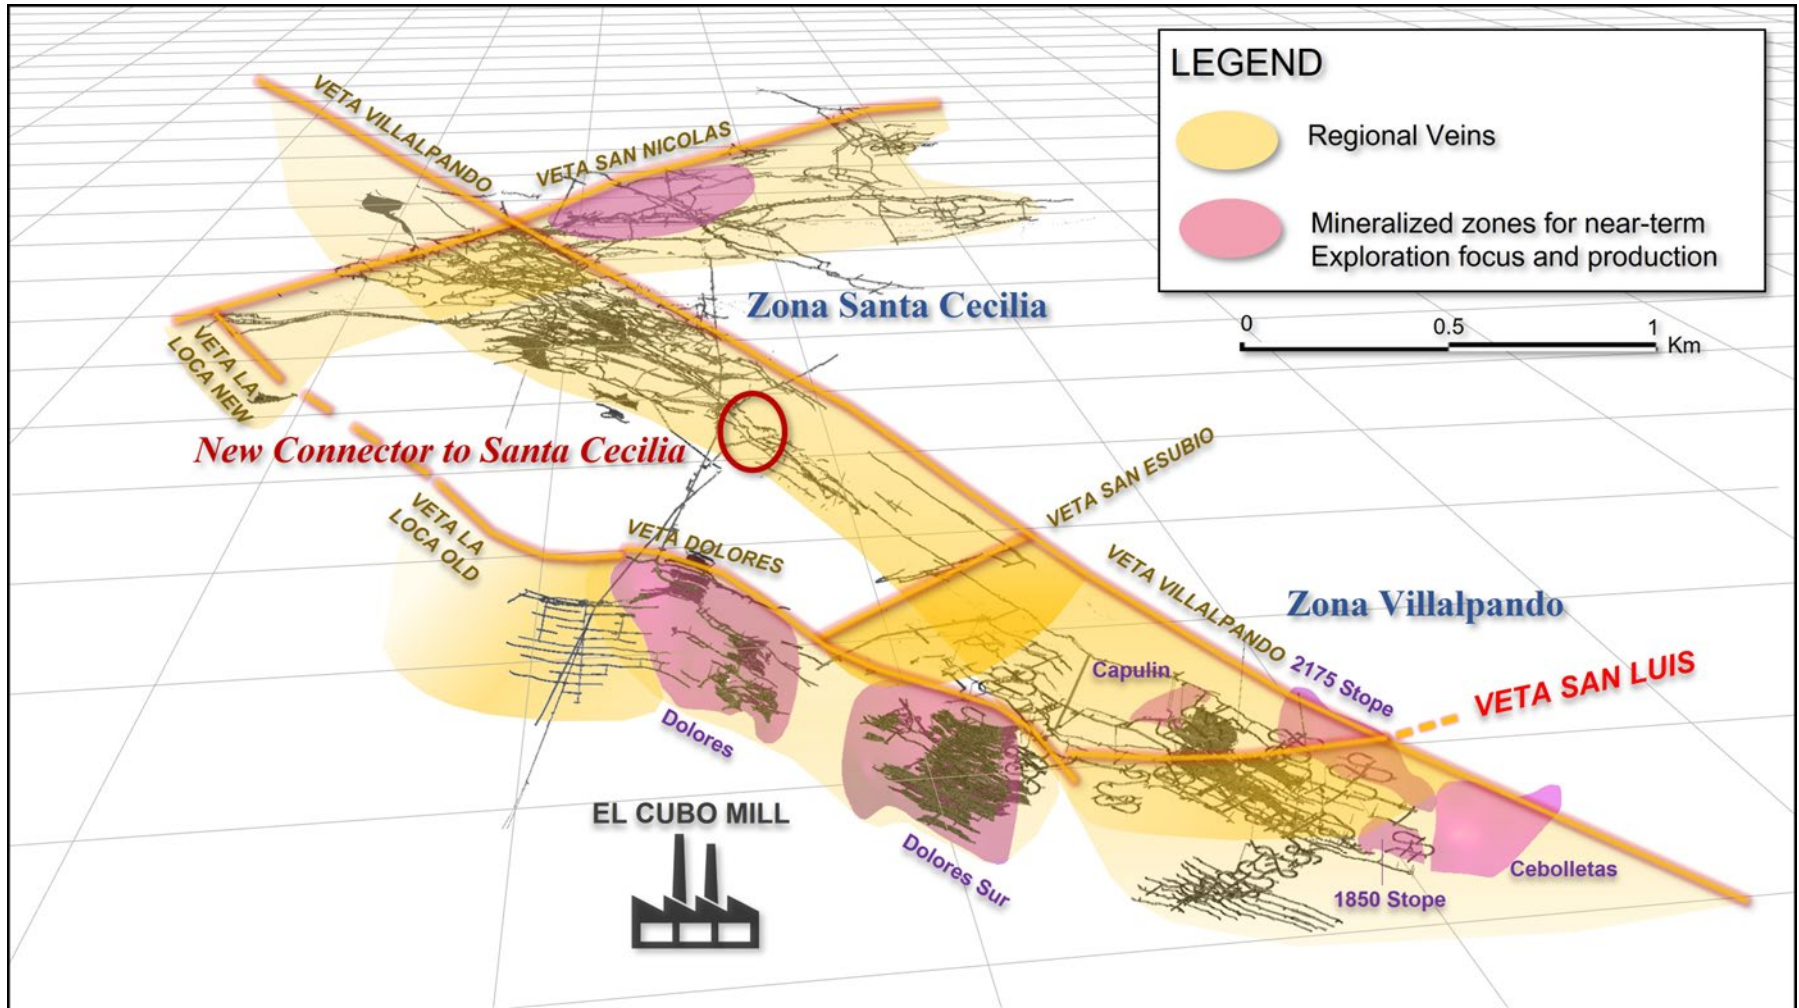 LEGEND
Regional Veins
Mineralized zones for near-term
Exploration focus and production
0 0.5 1
Km
VETA VILLALPANDO
VETA SAN NICOLAS
Zona Santa Cecilia
VETA LA
LOCA NEW
New Connector to Santa Cecilia
VETA SAN ESUBIO
VETA LA
LOCA OLD
VETA DOLORES
VETA VILLALPANDO
Zona Villalpando
Capulin
2175 Stope
VETA SAN LUIS
Dolores
EL CUBO MILL
Dolores Sur
Cebolletas
1850 Stope